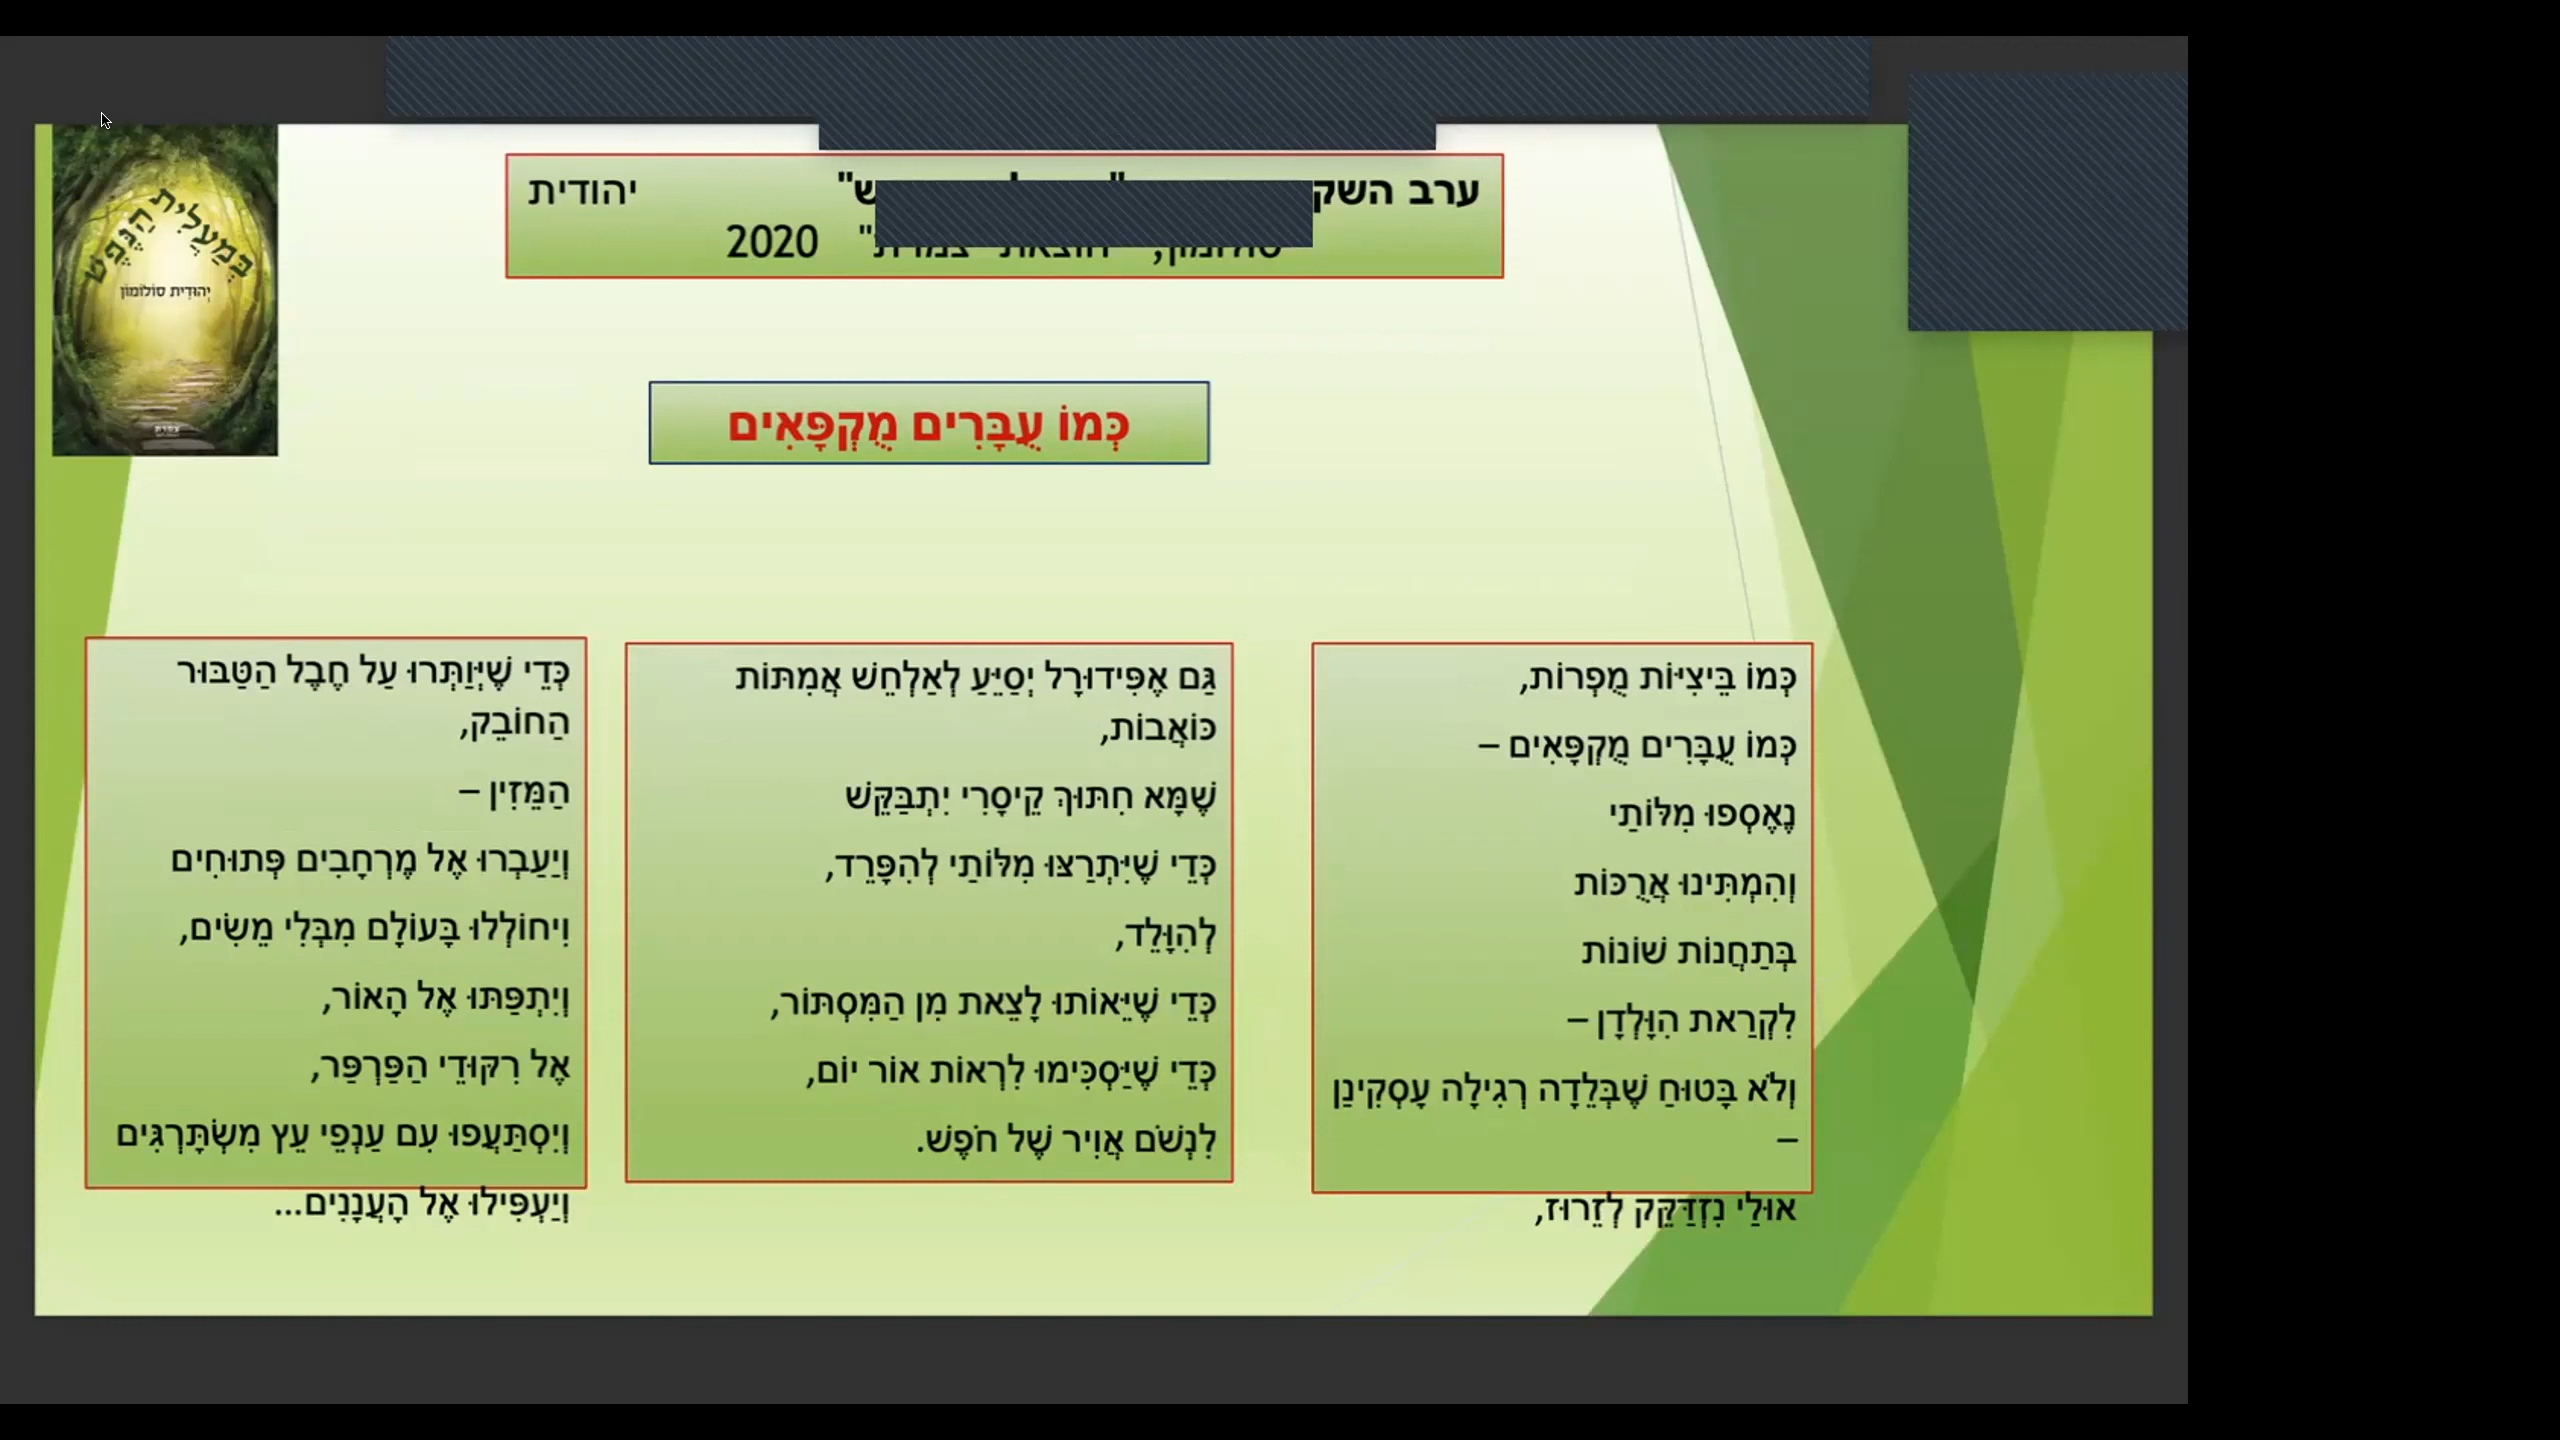 בְּמַעֲלִית הַנֶּפֶשׁ
יְהוּדִית סוֹלוֹמוֹן
צמרת
ערב יהודית
2020
כְּמוֹ עֻבָּרִים מֻקְפָּאִים
כְּמוֹ בֵּיצִיּוֹת מֻפְרוֹת,
כְּמוֹ עֻבָּרִים מֻקְפָּאִים –
נֶאֶסְפוּ מִלּוֹתַי
וְהִמְתִּינוּ אֲרֻכּוֹת
בְּתַחֲנוֹת שׁוֹנוֹת
לִקְרַאת הִוָּלְדָן –
וְלֹא בָּטוּחַ שֶׁבְּלֵדָה רְגִילָה עָסְקִינַן
–
אוּלַי נִזְדַּקֵּק לְזֵרוּז,
גַּם אֶפִּידוּרָל יְסַיֵּעַ לְאַלְחֵשׁ אֲמִתּוֹת
כּוֹאֲבוֹת,
שֶׁמָּא חִתּוּךְ קֵיסָרִי יִתְבַּקֵּשׁ
כְּדֵי שֶׁיִּתְרַצּוּ מִלּוֹתַי לְהִפָּרֵד,
לְהִוָּלֵד,
כְּדֵי שֶׁיֵּאוֹתוּ לָצֵאת מִן הַמִּסְתּוֹר,
כְּדֵי שֶׁיַּסְכִּימוּ לִרְאוֹת אוֹר יוֹם,
לִנְשֹׁם אֲוִיר שֶׁל חֹפֶשׁ.
כְּדֵי שֶׁיְּוַתְּרוּ עַל חֶבֶל הַטַּבּוּר
הַחוֹבֵק,
הַמֵּזִין –
וְיַעַבְרוּ אֶל מֶרְחָבִים פְּתוּחִים
וִיחוֹלְלוּ בָּעוֹלָם מִבְּלִי מֵשִׂים,
וְיִתְפַּתּוּ אֶל הָאוֹר,
אֶל רִקּוּדֵי הַפַּרְפַּר,
וְיִסְתַּעֲפוּ עִם עַנְפֵי עֵץ מִשְׂתָּרְגִּים
וְיַעְפִּילוּ אֶל הָעֲנָנִים...